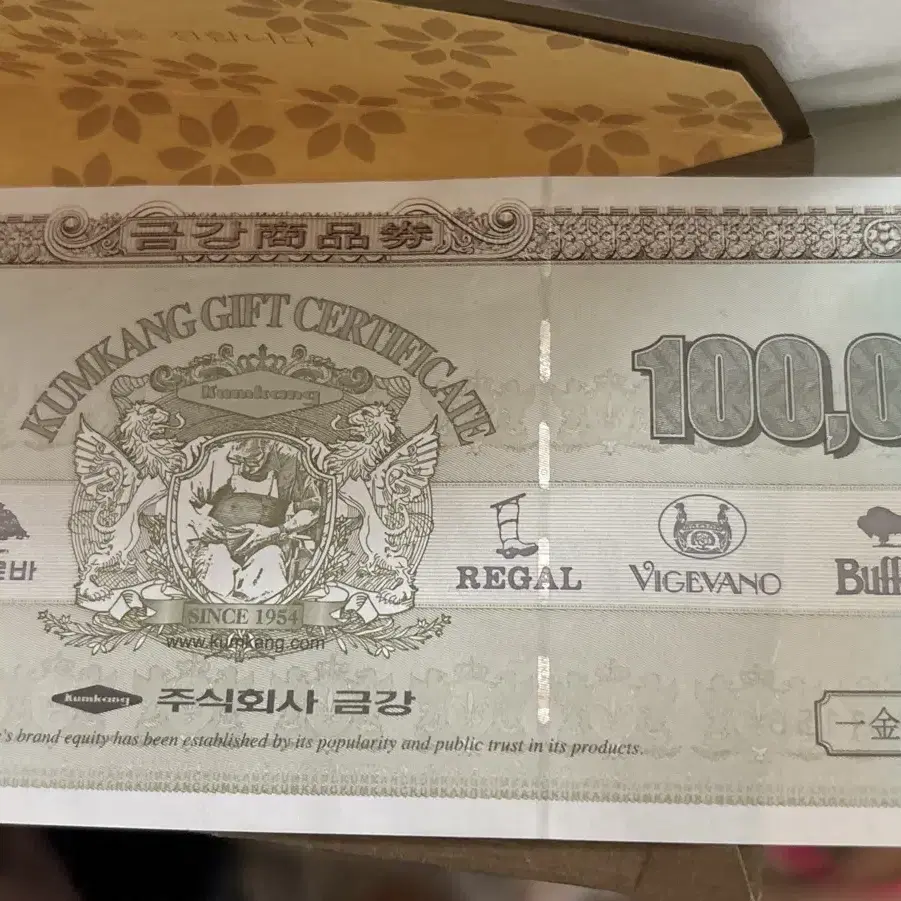 금강商品券
KUMKANG GIFT CERTIFICATE
Kumkang
100,0
REGAL
VIGEVANO
Buff
SINCE 1954
www.kumkang.com
Kumkang 주식회사 금강
一金
's brand equity has been established by its popularity and public trust in its products.